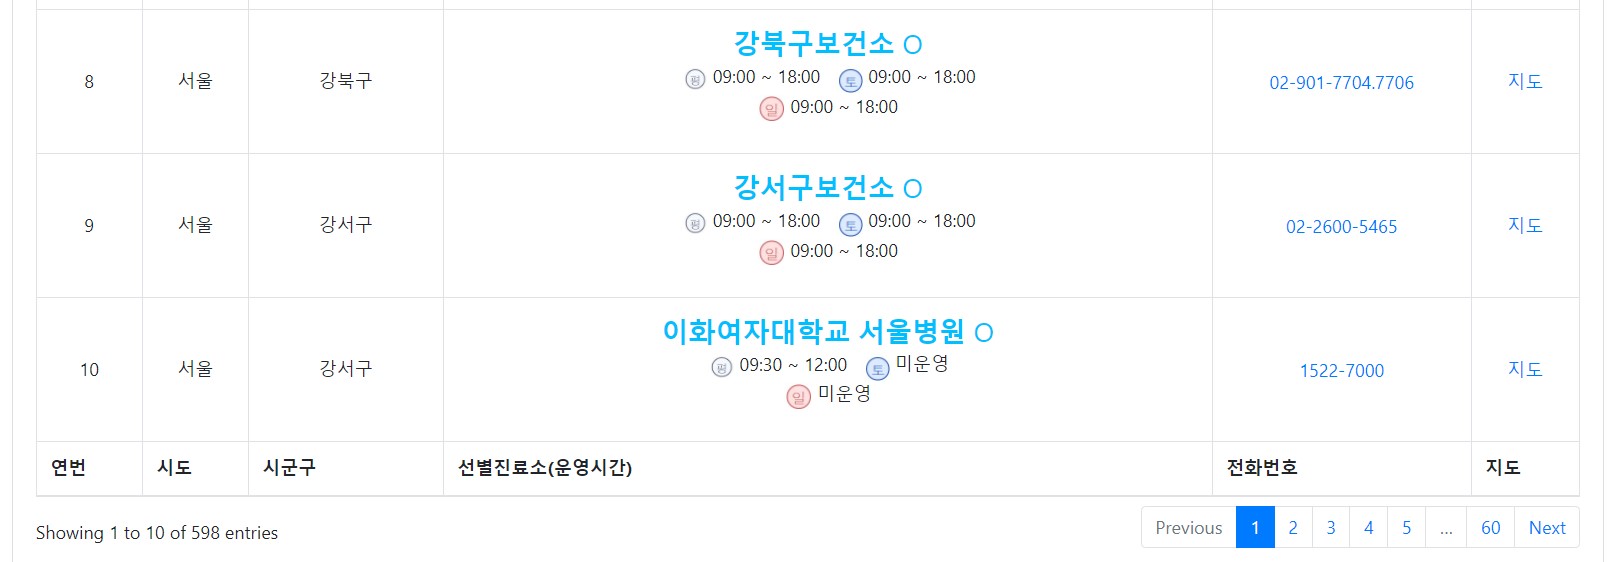 8 서울 강북구 강북구보건소 O 02-901-7704.7706 지도
평 09:00 ~ 18:00 토 09:00 ~ 18:00
일 09:00 ~ 18:00
9 서울 강서구 강서구보건소 O 02-2600-5465 지도
평 09:00 ~ 18:00 토 09:00 ~ 18:00
일 09:00 ~ 18:00
10 서울 강서구 이화여자대학교 서울병원 O 1522-7000 지도
평 09:30 ~ 12:00 토 미운영
일 미운영
연번 시도 시군구 선별진료소(운영시간) 전화번호 지도
Showing 1 to 10 of 598 entries Previous 1 2 3 4 5 ... 60 Next